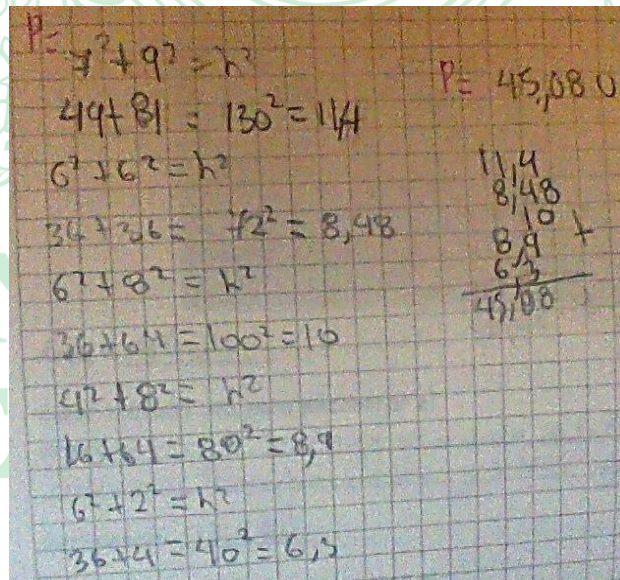 P=
7² + 9² = h²
49 + 81 = 130² = 11,4
6² + 6² = h²
36 + 36 = 72² = 8,48
6² + 8² = h²
36 + 64 = 100² = 10
4² + 8² = h²
16 + 64 = 80² = 8,9
6² + 2² = h²
36 + 4 = 40² = 6,3
P= 45,08 U
11,4
8,48
10
8,9 +
6,3
45,08